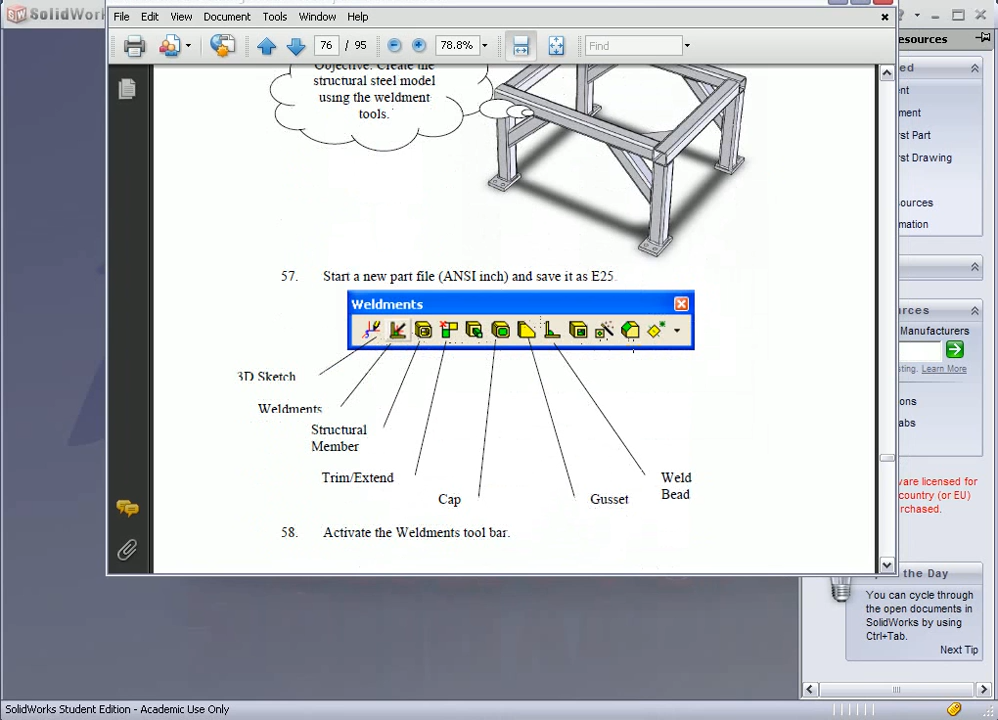 SolidWor
File Edit View Document Tools Window Help
esources
76 / 95 78.8% Find
Objective: Create the
structural steel model
using the weldment
tools.
57. Start a new part file (ANSI inch) and save it as E25.
Weldments
3D Sketch
Weldments
Structural
Member
Trim/Extend
Cap
Gusset
Weld
Bead
58. Activate the Weldments tool bar.
ed
ent
ment
rst Part
rst Drawing
ources
mation
urces
Manufacturers
sting. Learn More
ons
abs
are licensed for
country (or EU)
rchased.
the Day
You can cycle through
the open documents in
SolidWorks by using
Ctrl+Tab.
Next Tip
SolidWorks Student Edition - Academic Use Only